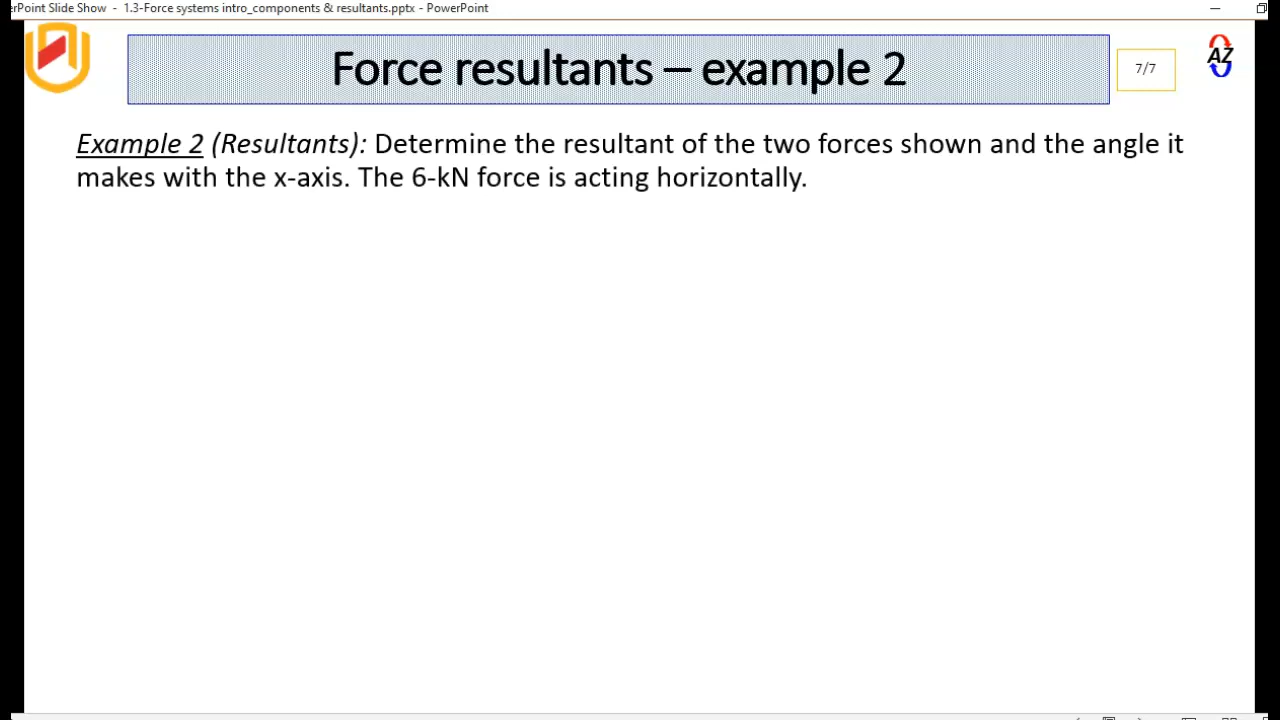 erPoint Slide Show - 1.3-Force systems intro_components & resultants.pptx - PowerPoint
Force resultants – example 2
7/7
AZ
Example 2 (Resultants): Determine the resultant of the two forces shown and the angle it
makes with the x-axis. The 6-kN force is acting horizontally.